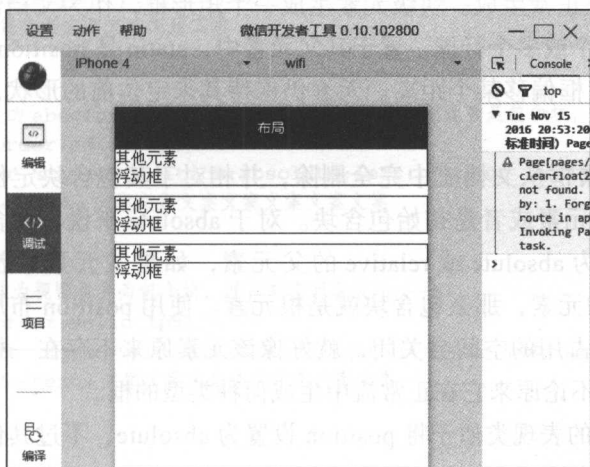 设置 动作 帮助 微信开发者工具 0.10.102800
iPhone 4 wifi Console
top
编辑
调试
项目
编译
布局
其他元素
浮动框
其他元素
浮动框
其他元素
浮动框
Tue Nov 15
2016 20:53:20
标准时间) Page
Page[pages/
clearfloat2
not found.
by: 1. Forg
route in ap
Invoking Pa
task.